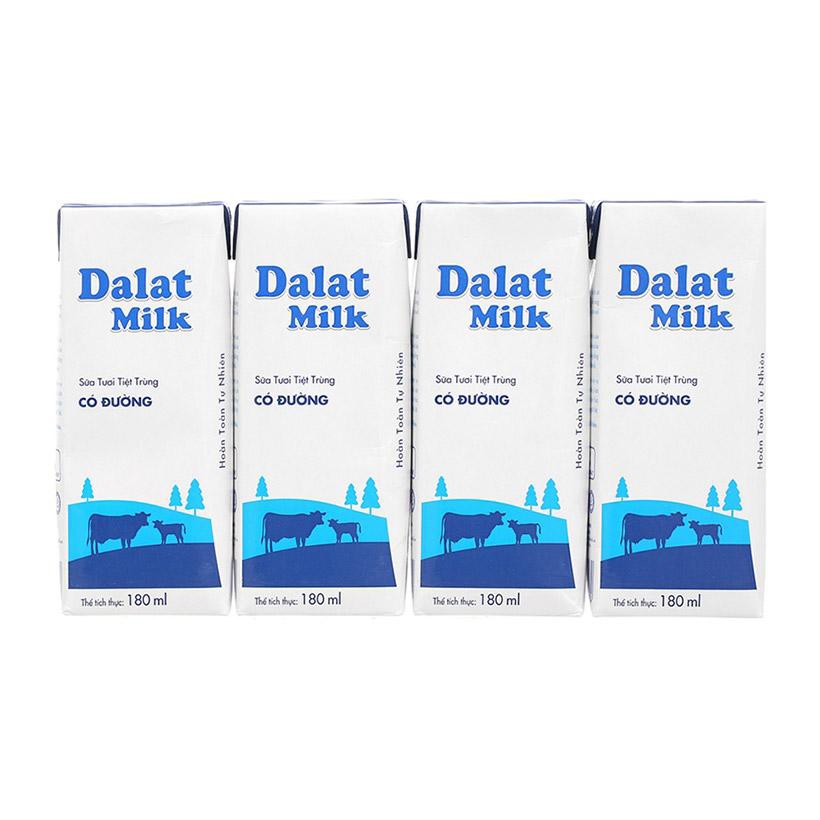 Dalat
Milk
Sữa Tươi Tiệt Trùng
CÓ ĐƯỜNG
Hoàn Toàn Tự Nhiên
Thể tích thực: 180 ml
Dalat
Milk
Sữa Tươi Tiệt Trùng
CÓ ĐƯỜNG
Hoàn Toàn Tự Nhiên
Thể tích thực: 180 ml
Dalat
Milk
Sữa Tươi Tiệt Trùng
CÓ ĐƯỜNG
Hoàn Toàn Tự Nhiên
Thể tích thực: 180 ml
Dalat
Milk
Sữa Tươi Tiệt Trùng
CÓ ĐƯỜNG
Hoàn Toàn Tự Nhiên
Thể tích thực: 180 ml